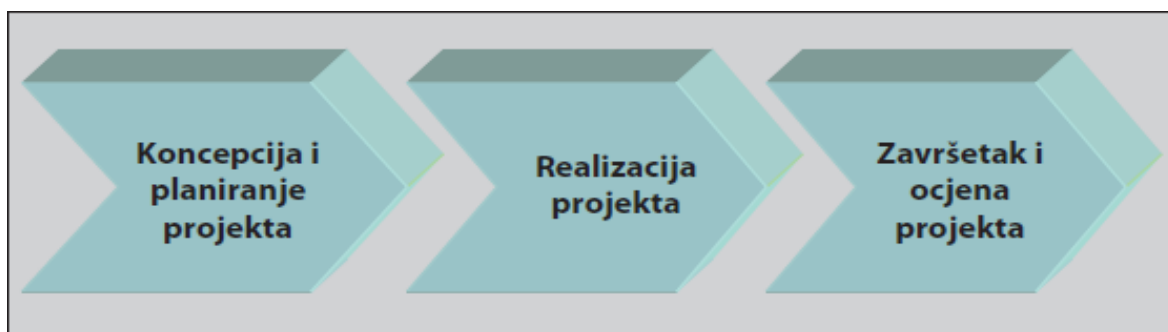 Koncepcija i
planiranje
projekta
Realizacija
projekta
Završetak i
ocjena
projekta